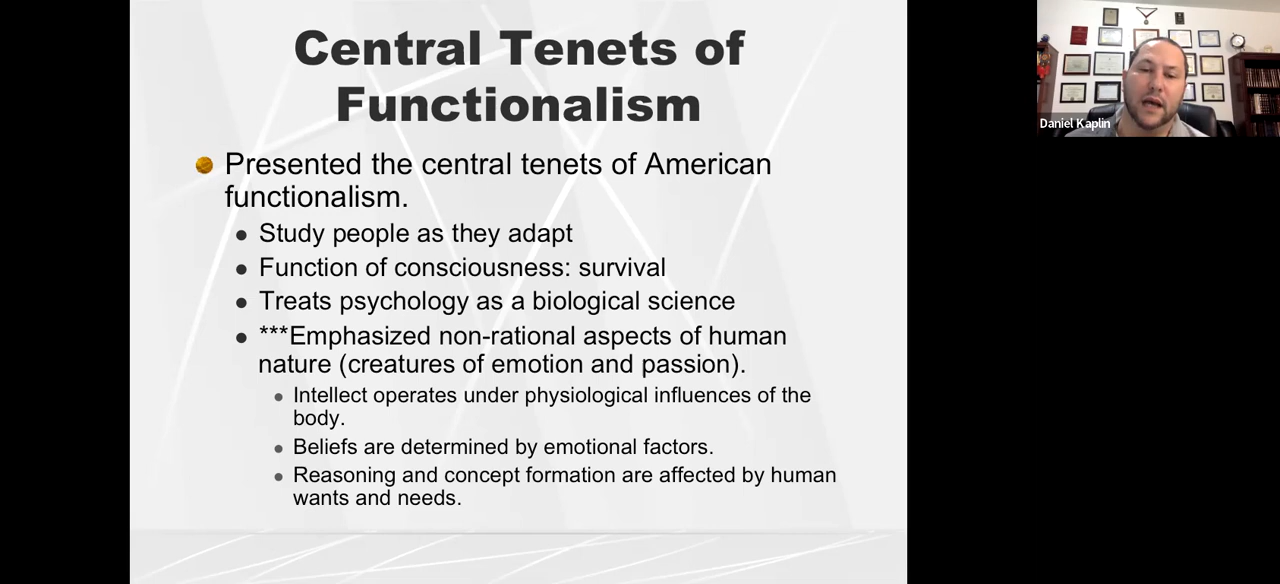 Central Tenets of
Functionalism
Presented the central tenets of American
functionalism.
Study people as they adapt
Function of consciousness: survival
Treats psychology as a biological science
***Emphasized non-rational aspects of human
nature (creatures of emotion and passion).
Intellect operates under physiological influences of the
body.
Beliefs are determined by emotional factors.
Reasoning and concept formation are affected by human
wants and needs.
Daniel Kaplin